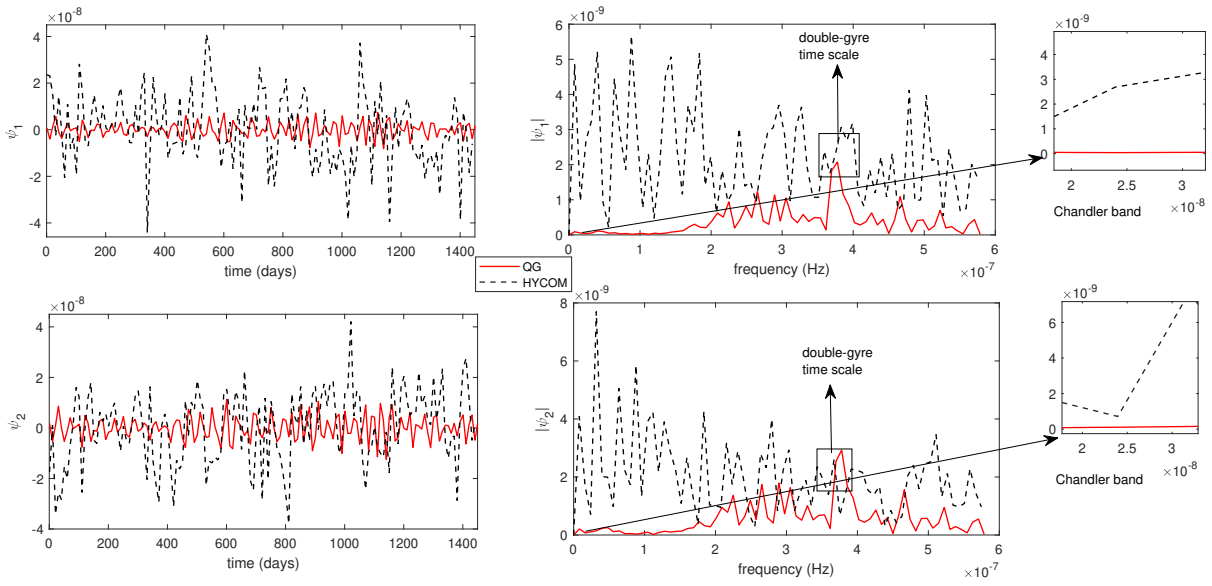 ×10⁻⁸
4
2
0
-2
-4
ψ₁
0 200 400 600 800 1000 1200 1400
time (days)
×10⁻⁹
6
5
4
3
2
1
0
|ψ₁|
double-gyre
time scale
0 1 2 3 4 5 6
frequency (Hz)
×10⁻⁷
×10⁻⁹
5
4
3
2
1
0
2 2.5 3
×10⁻⁸
Chandler band
QG
HYCOM
×10⁻⁸
4
2
0
-2
-4
ψ₂
0 200 400 600 800 1000 1200 1400
time (days)
×10⁻⁹
8
6
4
2
0
|ψ₂|
double-gyre
time scale
0 1 2 3 4 5 6
frequency (Hz)
×10⁻⁷
×10⁻⁹
6
4
2
0
2 2.5 3
×10⁻⁸
Chandler band